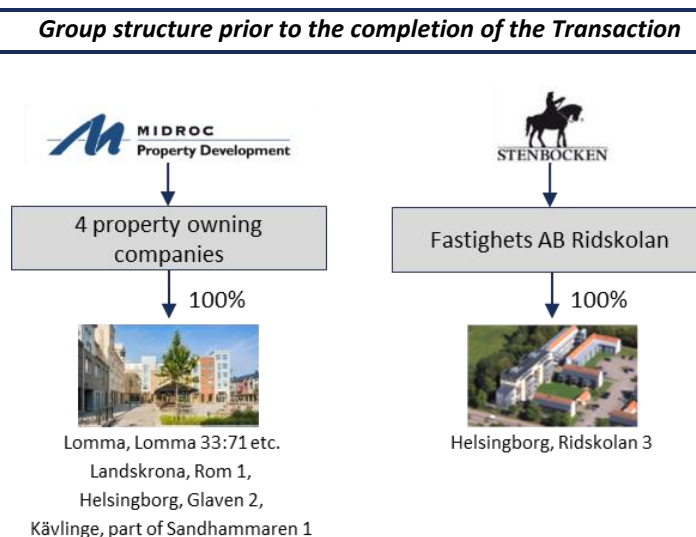 Group structure prior to the completion of the Transaction
MIDROC
Property Development
STENBOCKEN
4 property owning
companies
Fastighets AB Ridskolan
100%
100%
Lomma, Lomma 33:71 etc.
Landskrona, Rom 1,
Helsingborg, Glaven 2,
Kävlinge, part of Sandhammaren 1
Helsingborg, Ridskolan 3